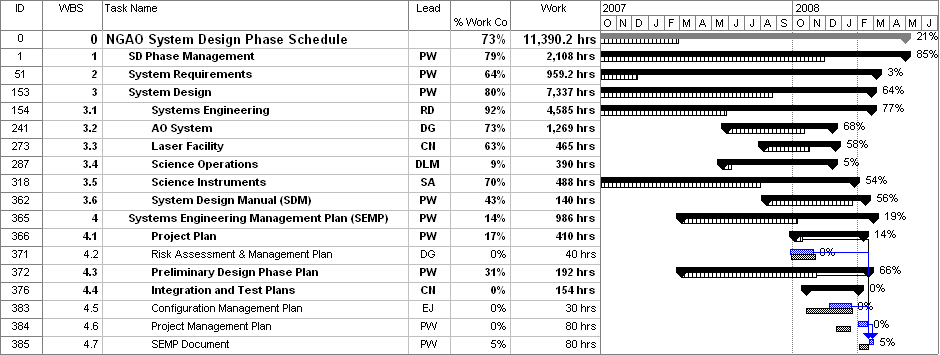 ID WBS Task Name Lead % Work Co Work 2007 2008
O N D J F M A M J J A S O N D J F M A M J
0 0 NGAO System Design Phase Schedule 73% 11,390.2 hrs 21%
1 1 SD Phase Management PW 79% 2,108 hrs 85%
51 2 System Requirements PW 64% 959.2 hrs 3%
153 3 System Design PW 80% 7,337 hrs 64%
154 3.1 Systems Engineering RD 92% 4,585 hrs 77%
241 3.2 AO System DG 73% 1,269 hrs 68%
273 3.3 Laser Facility CN 63% 465 hrs 58%
287 3.4 Science Operations DLM 9% 390 hrs 5%
318 3.5 Science Instruments SA 70% 488 hrs 54%
362 3.6 System Design Manual (SDM) PW 43% 140 hrs 56%
365 4 Systems Engineering Management Plan (SEMP) PW 14% 986 hrs 19%
366 4.1 Project Plan PW 17% 410 hrs 14%
371 4.2 Risk Assessment & Management Plan DG 0% 40 hrs 0%
372 4.3 Preliminary Design Phase Plan PW 31% 192 hrs 66%
376 4.4 Integration and Test Plans CN 0% 154 hrs 0%
383 4.5 Configuration Management Plan EJ 0% 30 hrs 0%
384 4.6 Project Management Plan PW 0% 80 hrs 0%
385 4.7 SEMP Document PW 5% 80 hrs 5%